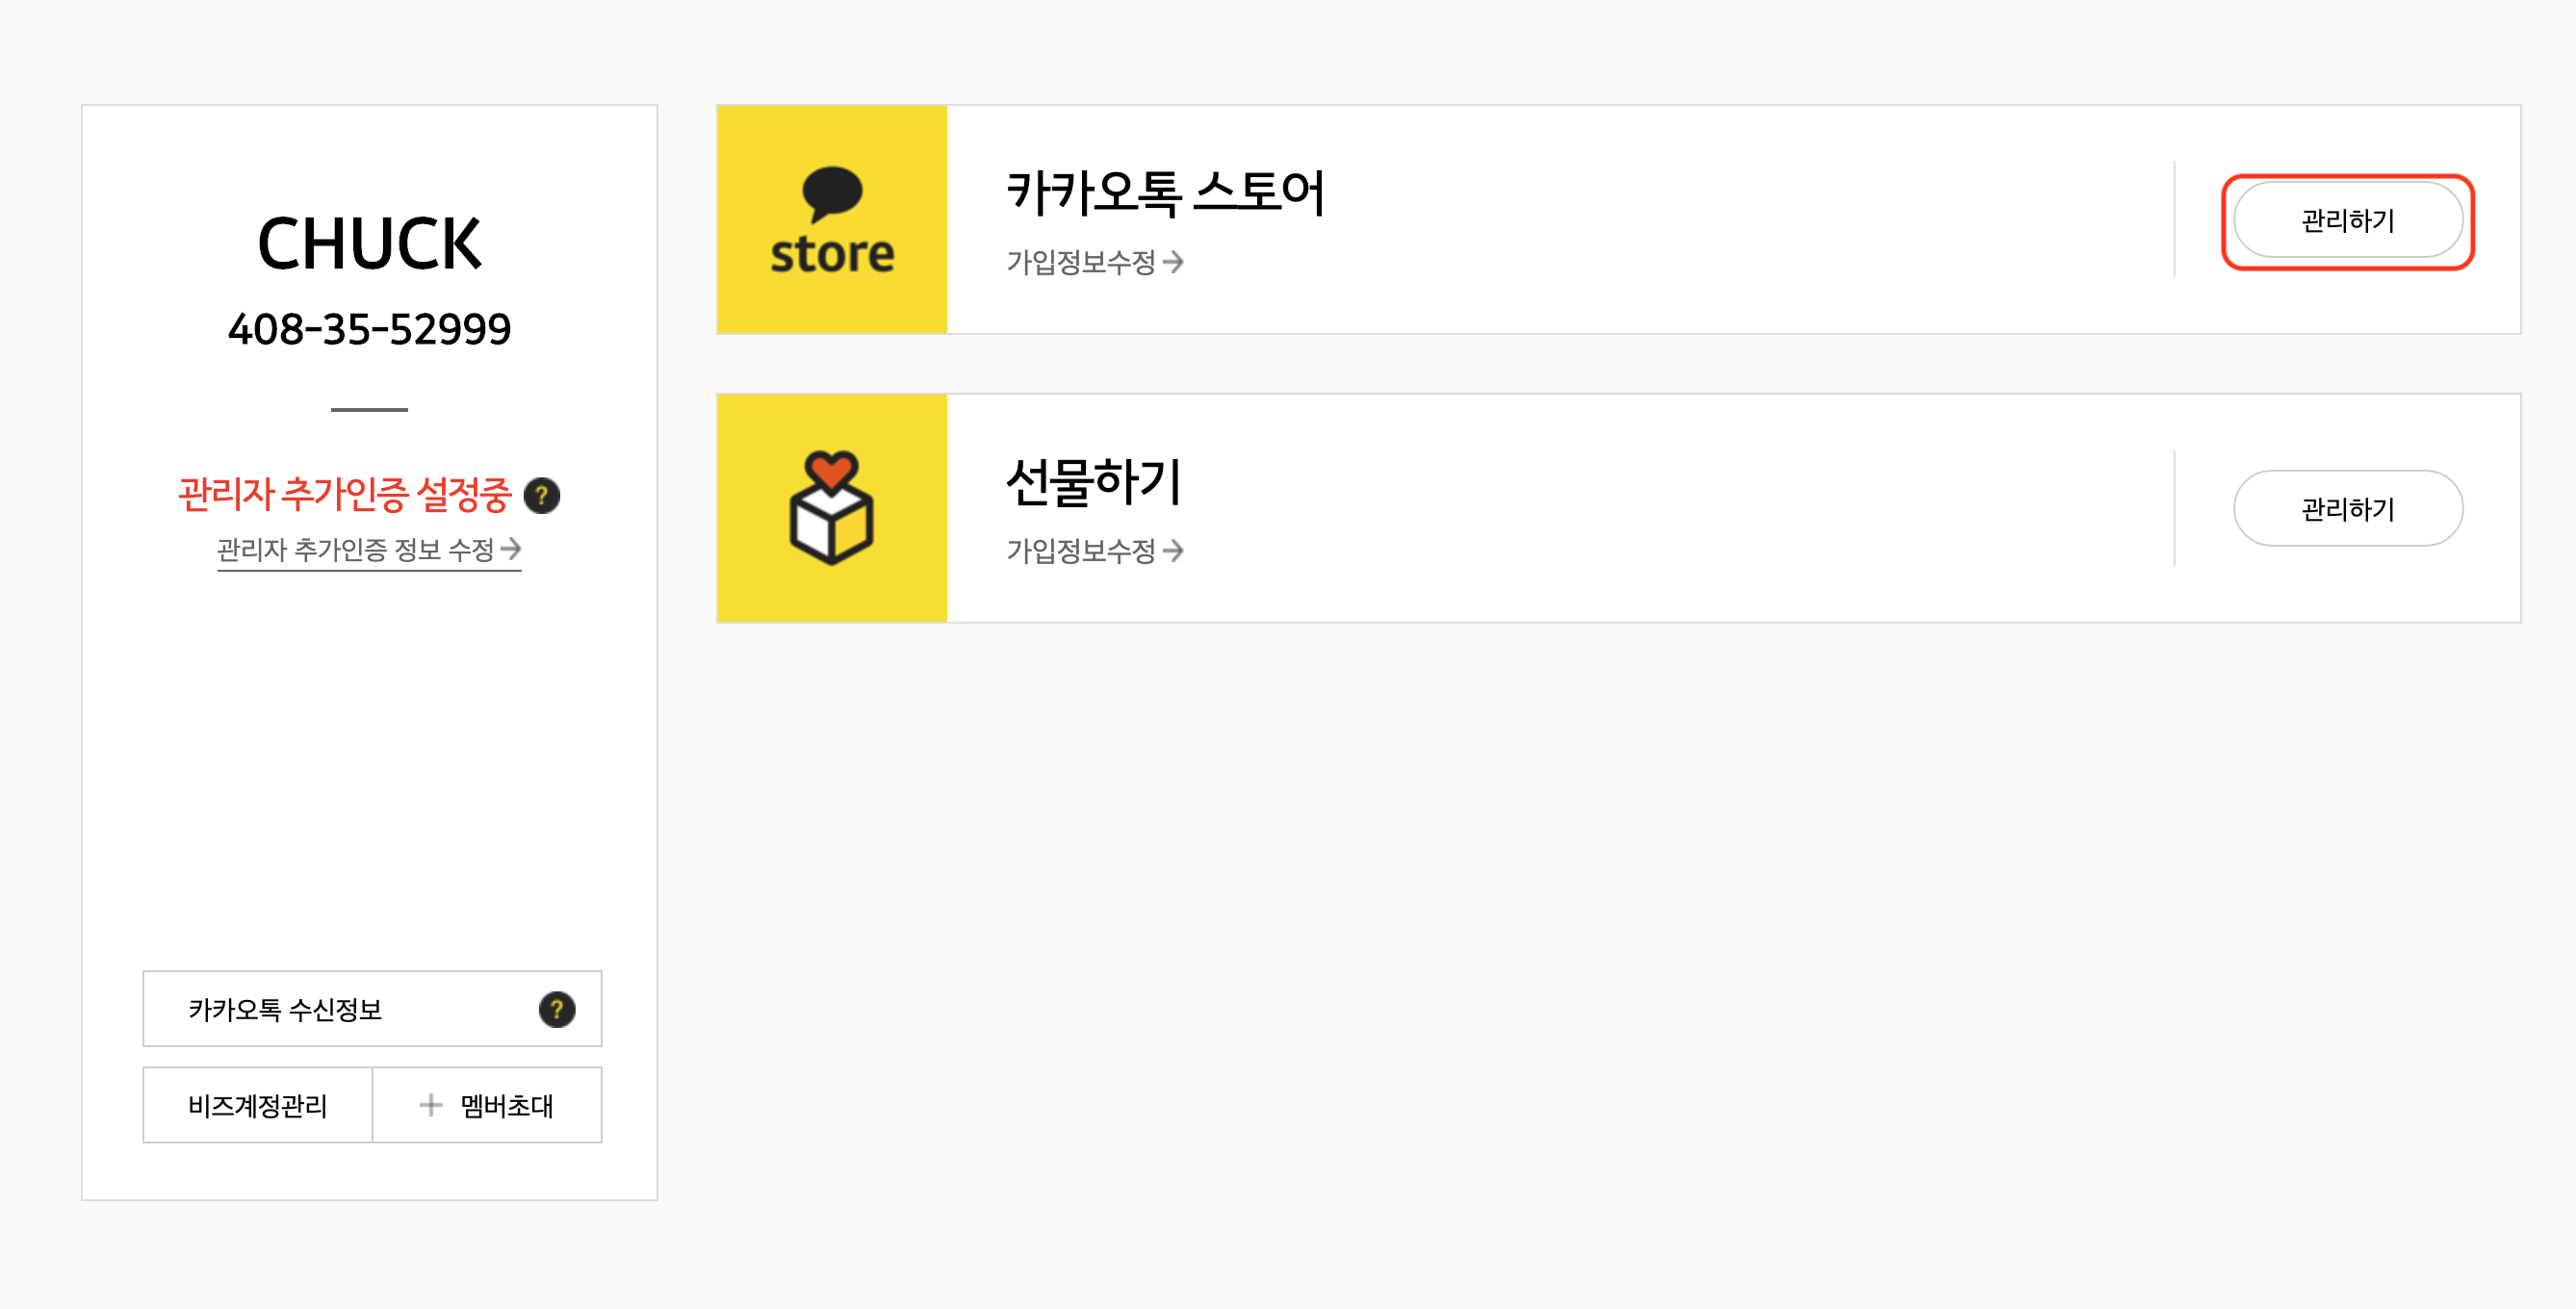 CHUCK
408-35-52999
관리자 추가인증 설정중 ?
관리자 추가인증 정보 수정 →
카카오톡 수신정보 ?
비즈계정관리
+ 멤버초대
store
카카오톡 스토어
가입정보수정 →
관리하기
선물하기
가입정보수정 →
관리하기